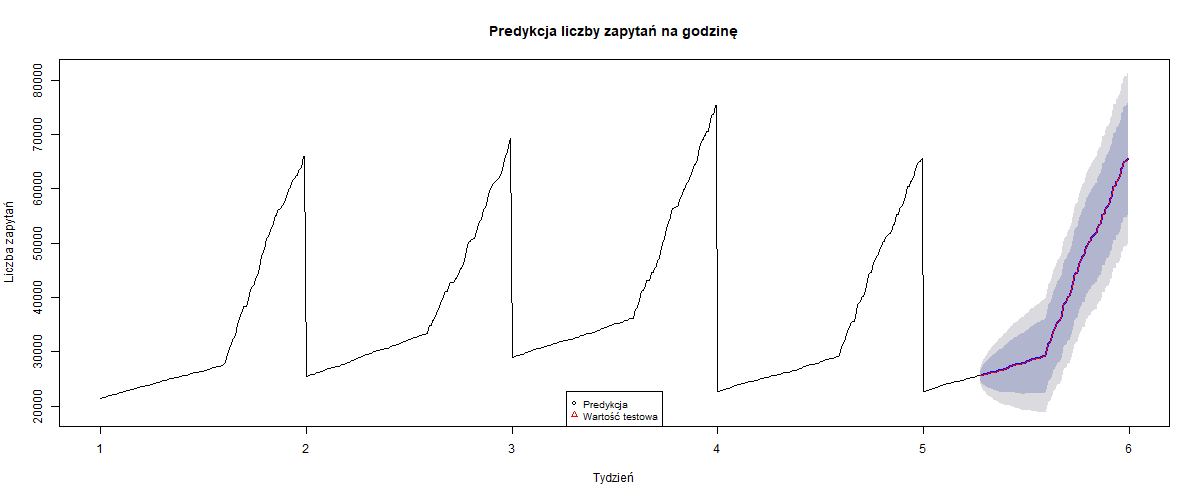 Predykcja liczby zapytań na godzinę
Liczba zapytań
80000
70000
60000
50000
40000
30000
20000
Predykcja
Wartość testowa
1 2 3 4 5 6
Tydzień